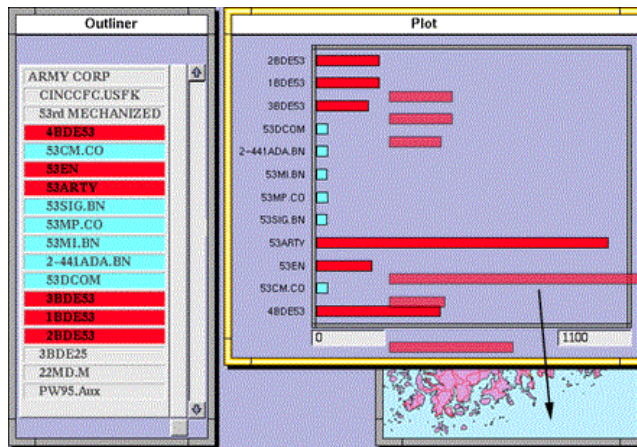 Outliner
ARMY CORP
CINCCFC.USFK
53rd MECHANIZED
4BDE53
53CM.CO
53EN
53ARTY
53SIG.BN
53MP.CO
53MI.BN
2-441ADA.BN
53DCOM
3BDE53
1BDE53
2BDE53
3BDE25
22MD.M
PW95.Aux
Plot
2BDE53
1BDE53
3BDE53
53DCOM
2-441ADA.BN
53MI.BN
53MP.CO
53SIG.BN
53ARTY
53EN
53CM.CO
4BDE53
0
1100